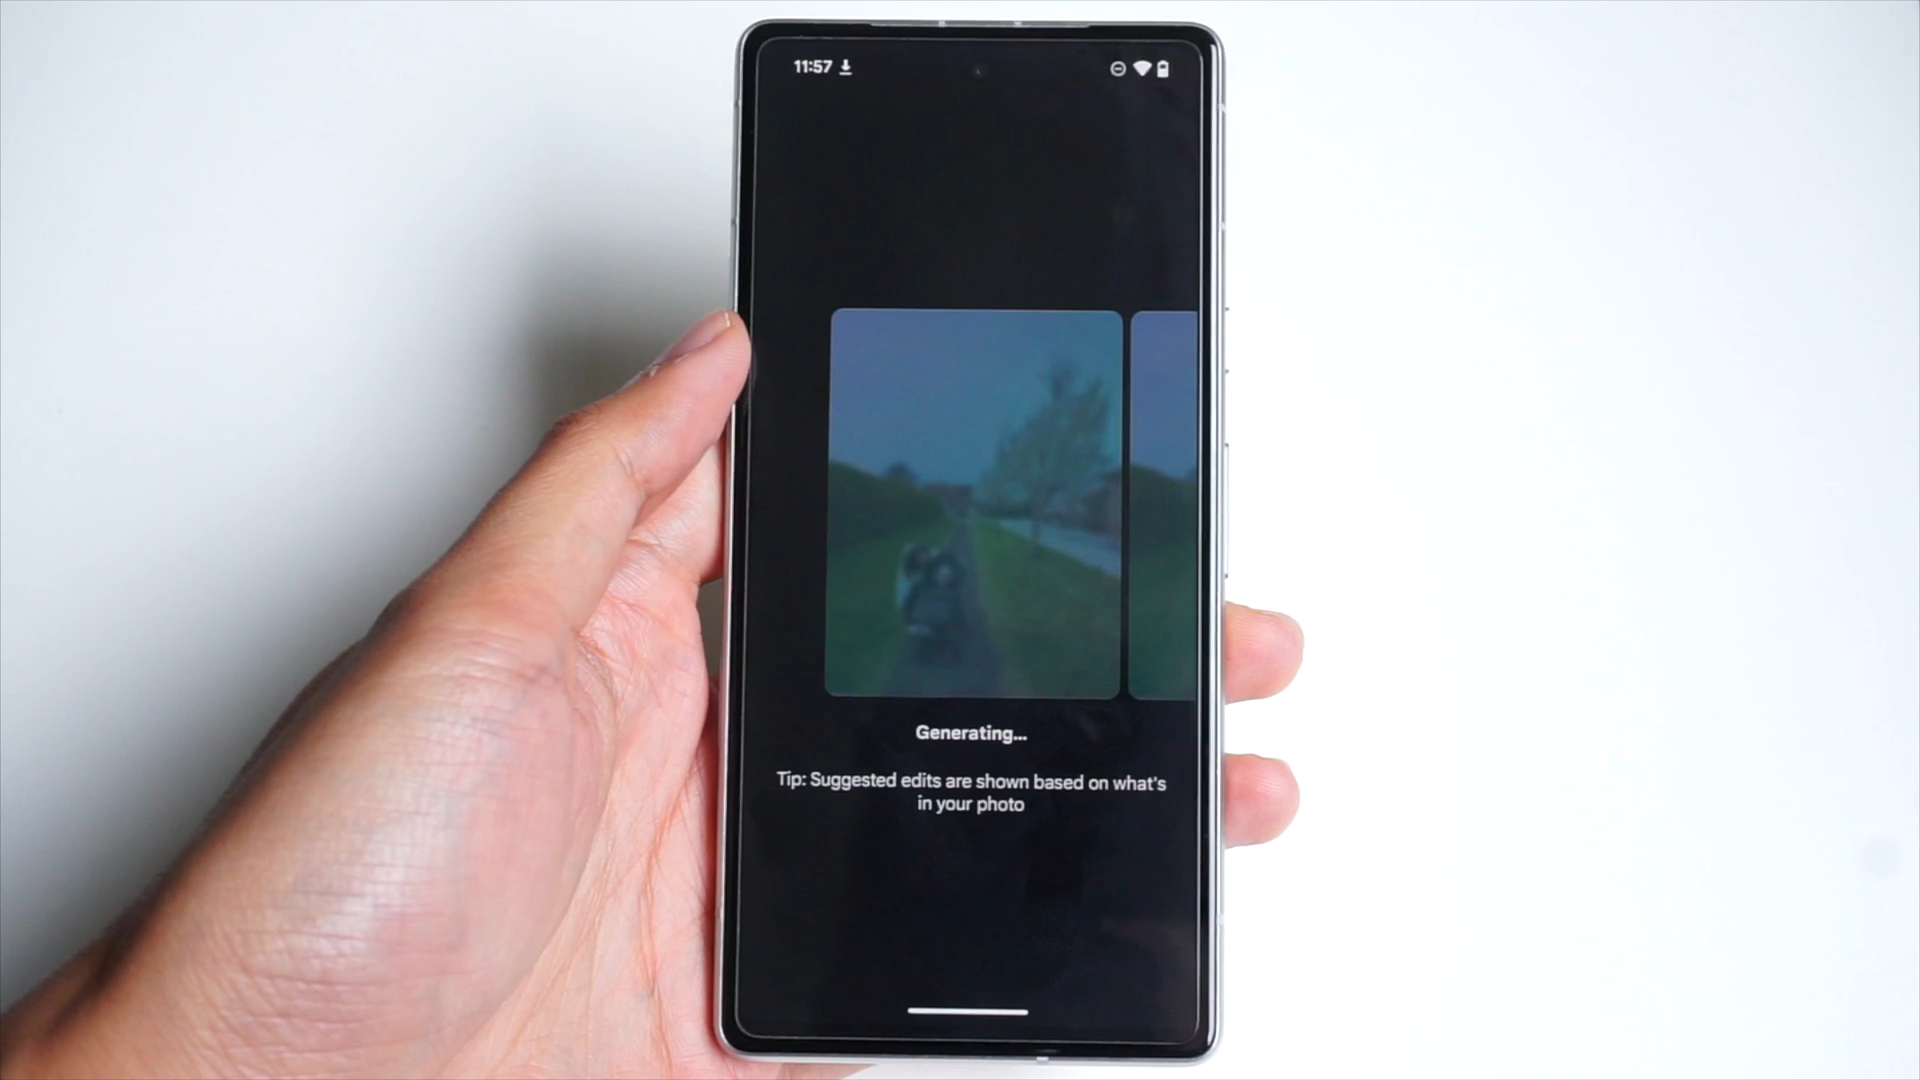 11:57
Generating...
Tip: Suggested edits are shown based on what's
in your photo